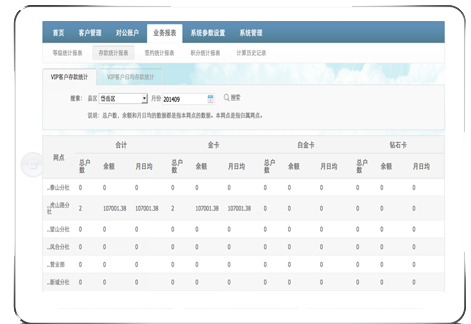 首页 客户管理 对公账户 业务报表 系统参数设置 系统管理
等级统计报表 存款统计报表 签约统计报表 积分统计报表 计算历史记录
VIP客户存款统计 VIP客户日均存款统计
搜索: 县区 岱岳区 月份 201409 搜索
说明: 总户数、余额和月日均的数据都是指本网点的数据。本网点是指归属网点。
网点 合计 金卡 白金卡 钻石卡
总户数 余额 月日均 总户数 余额 月日均 总户数 余额 月日均 总户数 余额 月日均
...泰山分社 0 0 0 0 0 0 0 0 0 0 0 0
...虎山路分社 2 107001.38 107001.38 2 107001.38 107001.38 0 0 0 0 0 0
...望山分社 0 0 0 0 0 0 0 0 0 0 0 0
...凤台分社 0 0 0 0 0 0 0 0 0 0 0 0
...营业部 0 0 0 0 0 0 0 0 0 0 0 0
...新城分社 0 0 0 0 0 0 0 0 0 0 0 0